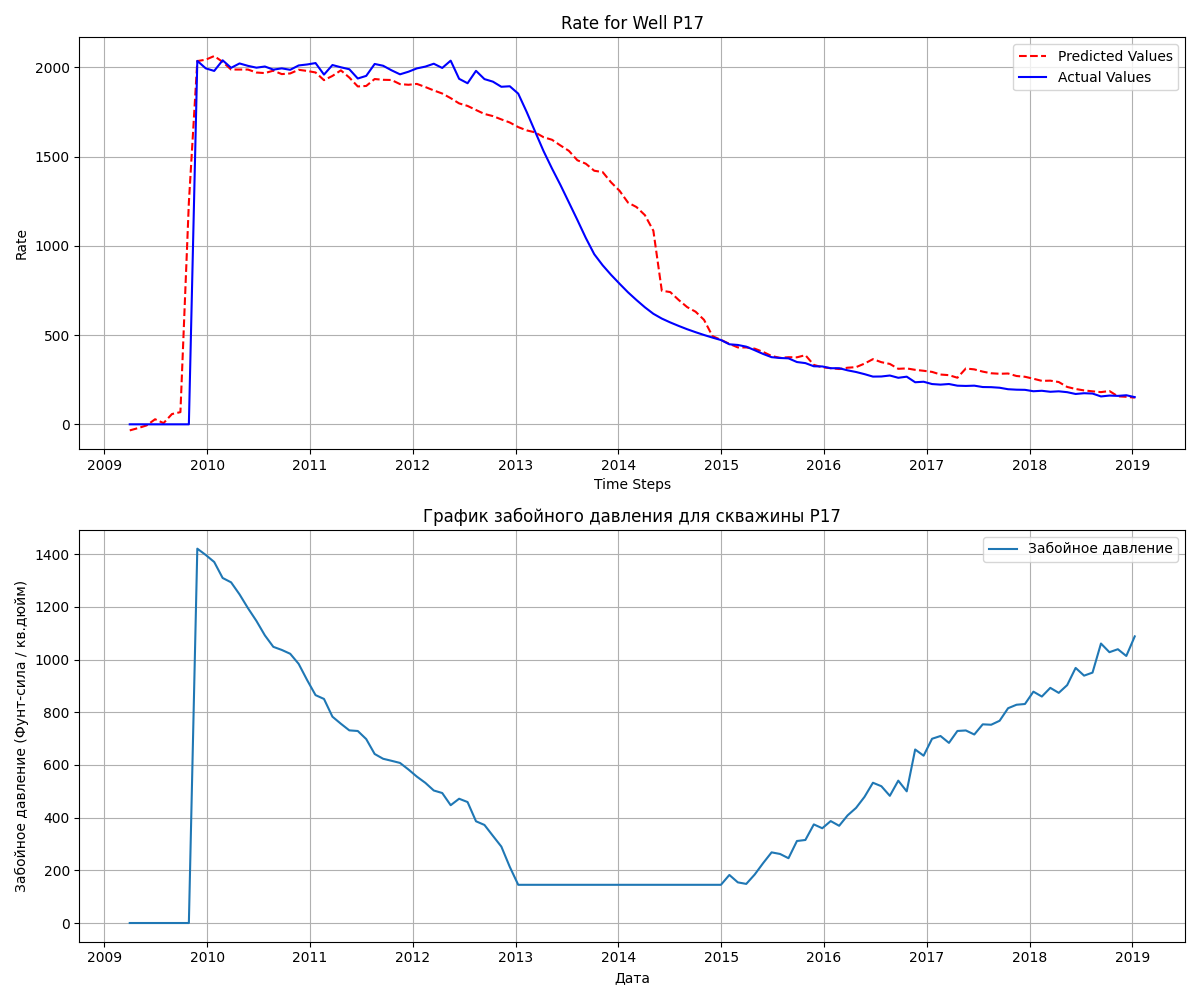 Rate for Well P17
Predicted Values
Actual Values
Rate
2000
1500
1000
500
0
2009 2010 2011 2012 2013 2014 2015 2016 2017 2018 2019
Time Steps
График забойного давления для скважины P17
Забойное давление
Забойное давление (Фунт-сила / кв.дюйм)
1400
1200
1000
800
600
400
200
0
2009 2010 2011 2012 2013 2014 2015 2016 2017 2018 2019
Дата